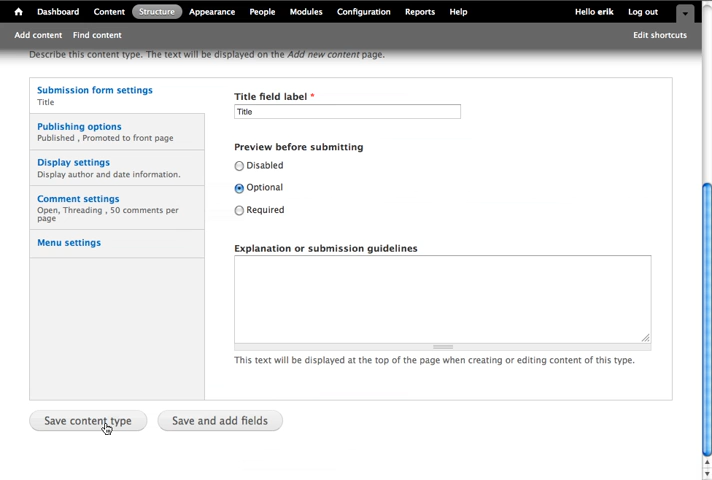 Dashboard Content Structure Appearance People Modules Configuration Reports Help Hello erik Log out
Add content Find content Edit shortcuts
Describe this content type. The text will be displayed on the Add new content page.
Submission form settings
Title
Publishing options
Published , Promoted to front page
Display settings
Display author and date information.
Comment settings
Open, Threading , 50 comments per
page
Menu settings
Title field label *
Title
Preview before submitting
Disabled
Optional
Required
Explanation or submission guidelines
This text will be displayed at the top of the page when creating or editing content of this type.
Save content type Save and add fields